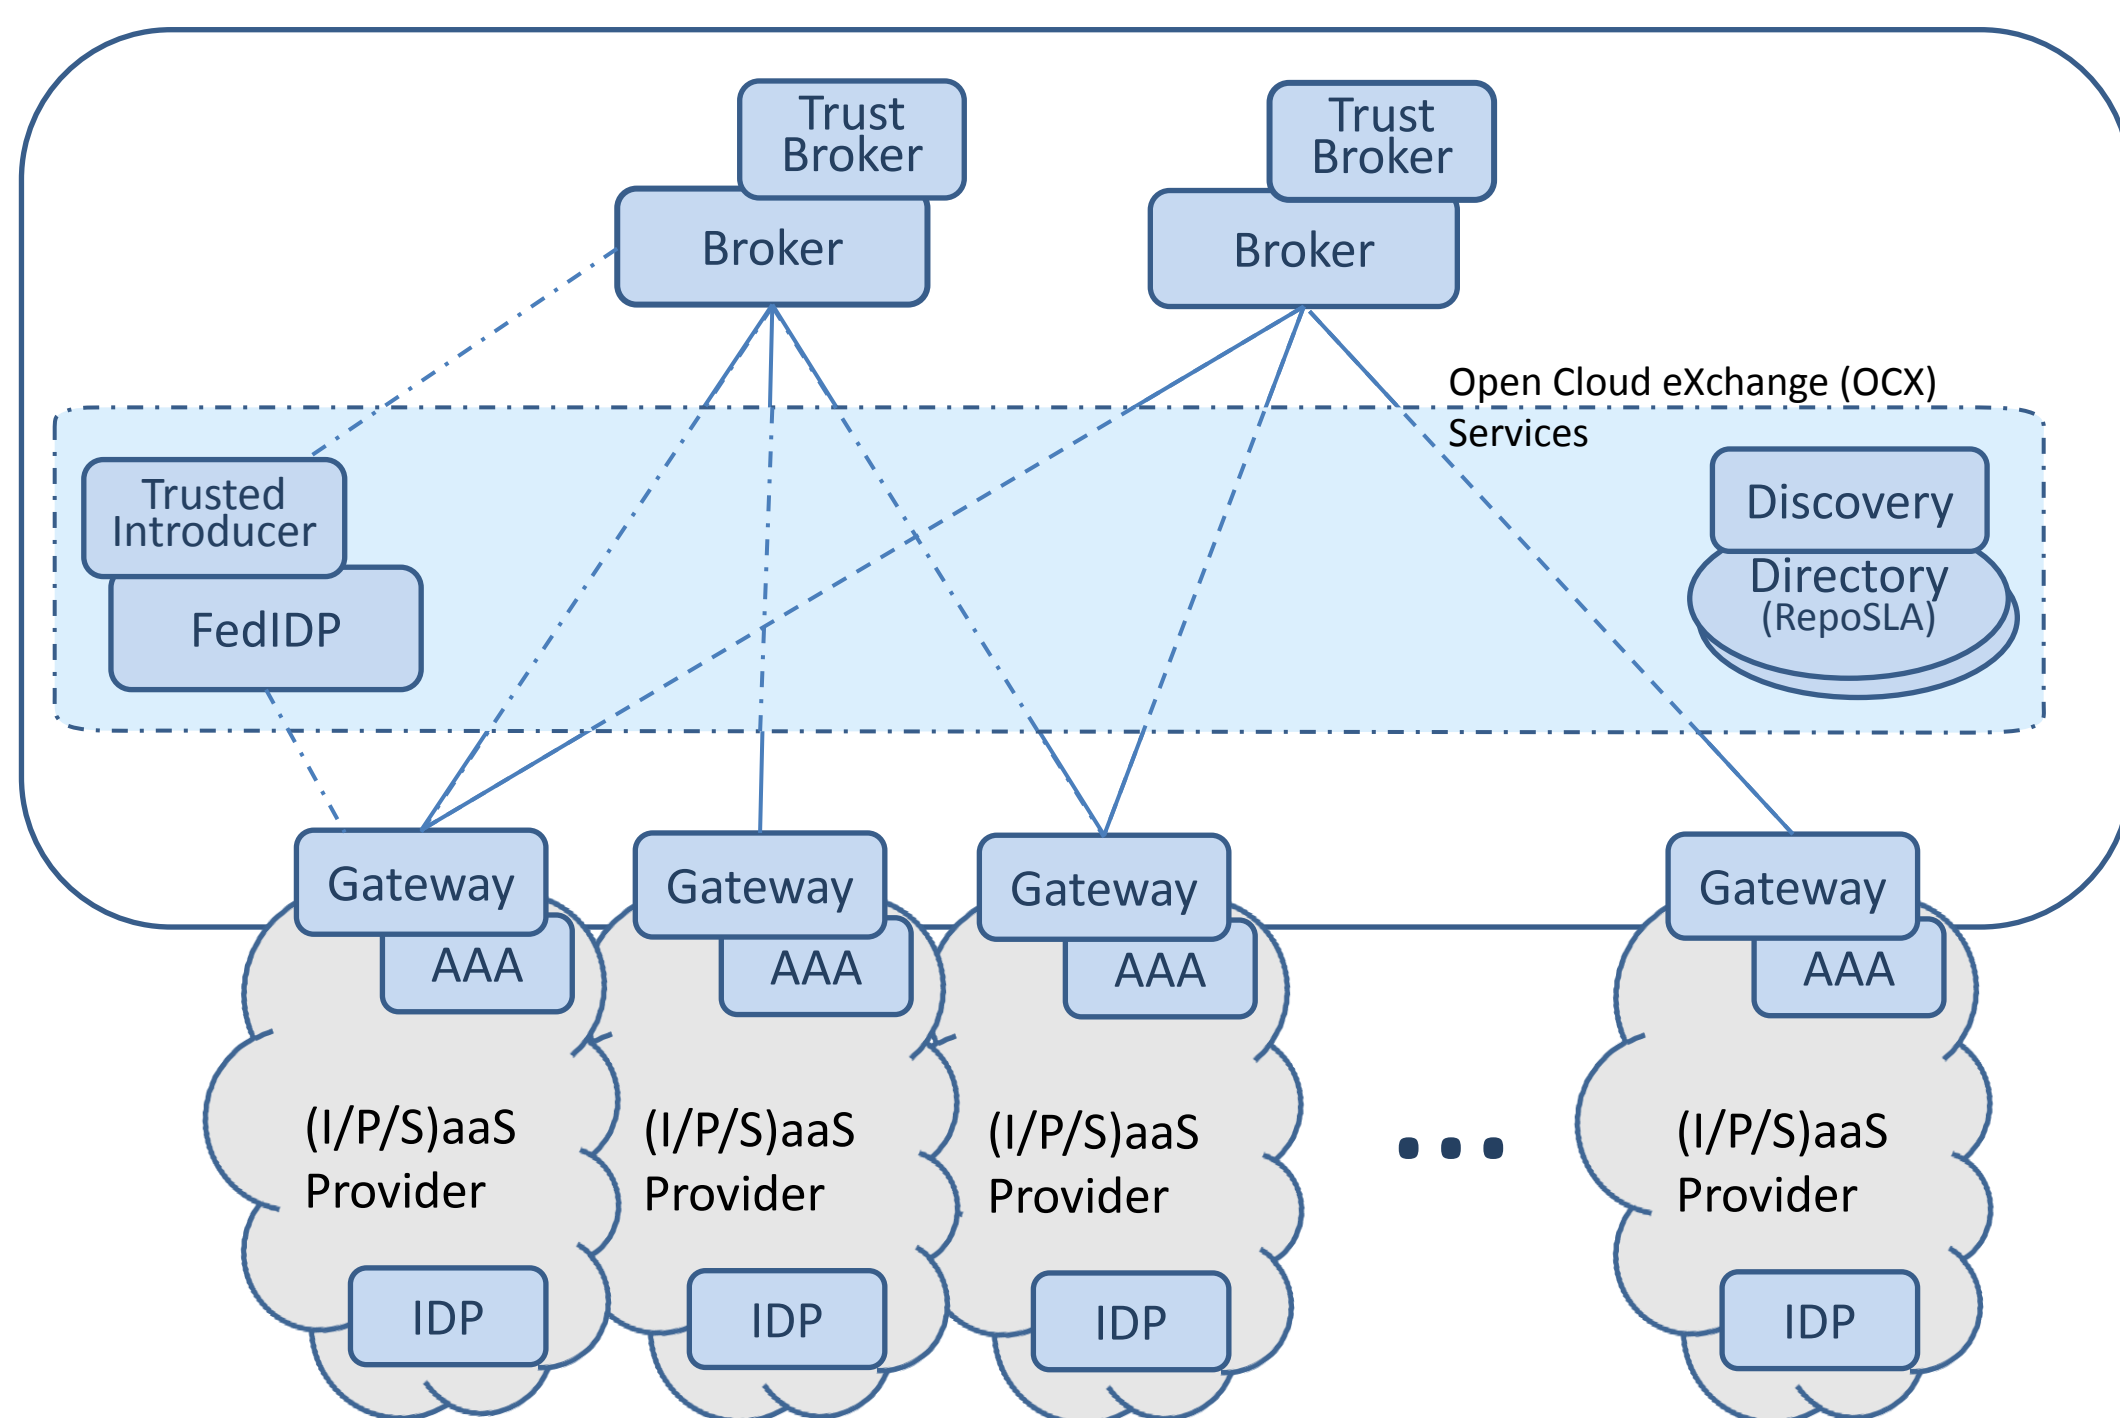 Trust
Broker
Trust
Broker
Broker
Broker
Open Cloud eXchange (OCX)
Services
Trusted
Introducer
FedIDP
Discovery
Directory
(RepoSLA)
Gateway
Gateway
Gateway
Gateway
AAA
AAA
AAA
AAA
(I/P/S)aaS
Provider
(I/P/S)aaS
Provider
(I/P/S)aaS
Provider
...
(I/P/S)aaS
Provider
IDP
IDP
IDP
IDP